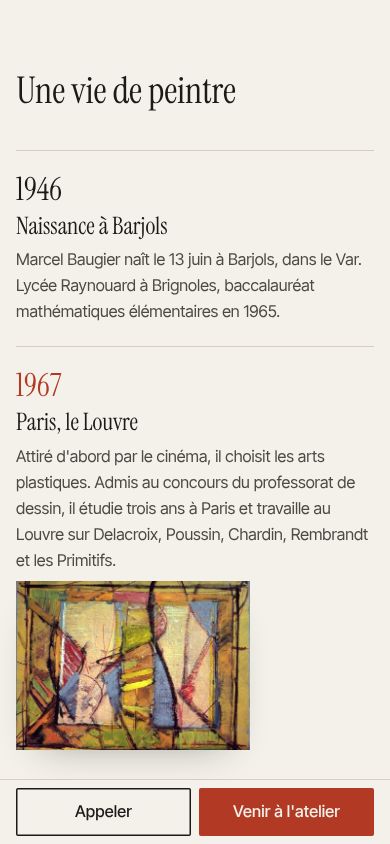 Une vie de peintre
1946
Naissance à Barjols
Marcel Baugier naît le 13 juin à Barjols, dans le Var.
Lycée Raynouard à Brignoles, baccalauréat
mathématiques élémentaires en 1965.
1967
Paris, le Louvre
Attiré d'abord par le cinéma, il choisit les arts
plastiques. Admis au concours du professorat de
dessin, il étudie trois ans à Paris et travaille au
Louvre sur Delacroix, Poussin, Chardin, Rembrandt
et les Primitifs.
Appeler
Venir à l'atelier